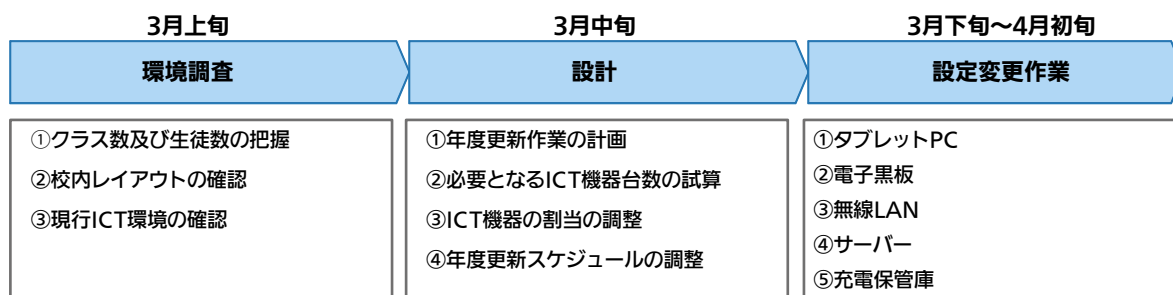 3月上旬
環境調査
①クラス数及び生徒数の把握
②校内レイアウトの確認
③現行ICT環境の確認
3月中旬
設計
①年度更新作業の計画
②必要となるICT機器台数の試算
③ICT機器の割当の調整
④年度更新スケジュールの調整
3月下旬～4月初旬
設定変更作業
①タブレットPC
②電子黒板
③無線LAN
④サーバー
⑤充電保管庫